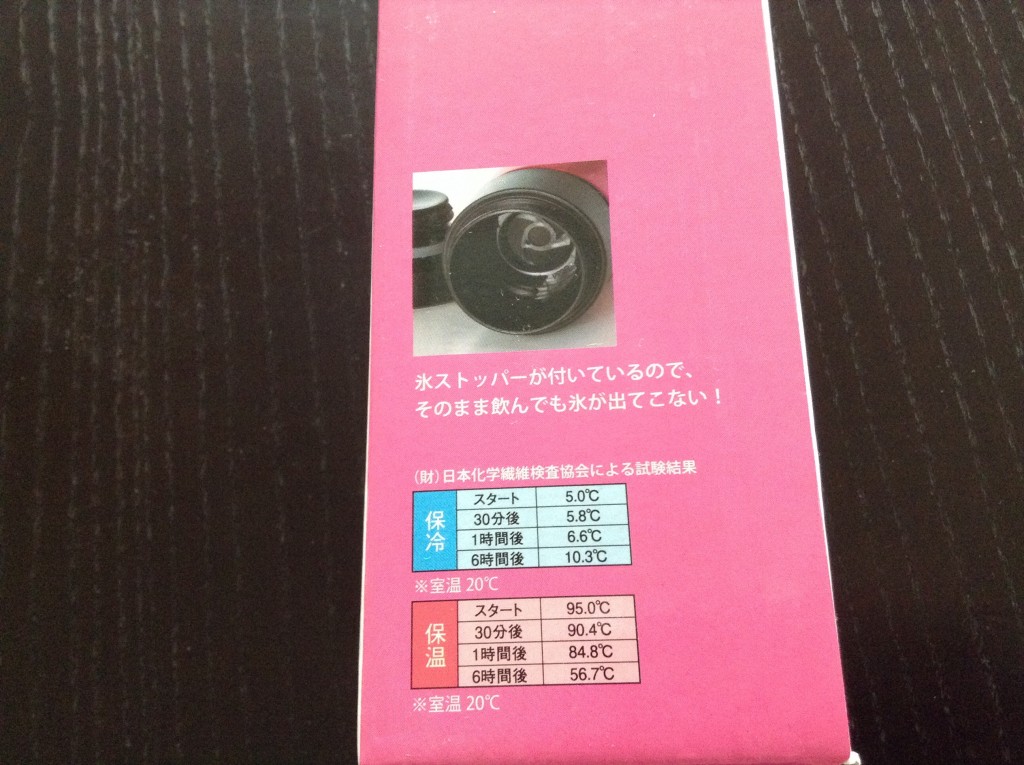 氷ストッパーが付いているので、
そのまま飲んでも氷が出てこない！
（財）日本化学繊維検査協会による試験結果
保冷
スタート 5.0℃
30分後 5.8℃
1時間後 6.6℃
6時間後 10.3℃
※室温 20℃
保温
スタート 95.0℃
30分後 90.4℃
1時間後 84.8℃
6時間後 56.7℃
※室温 20℃